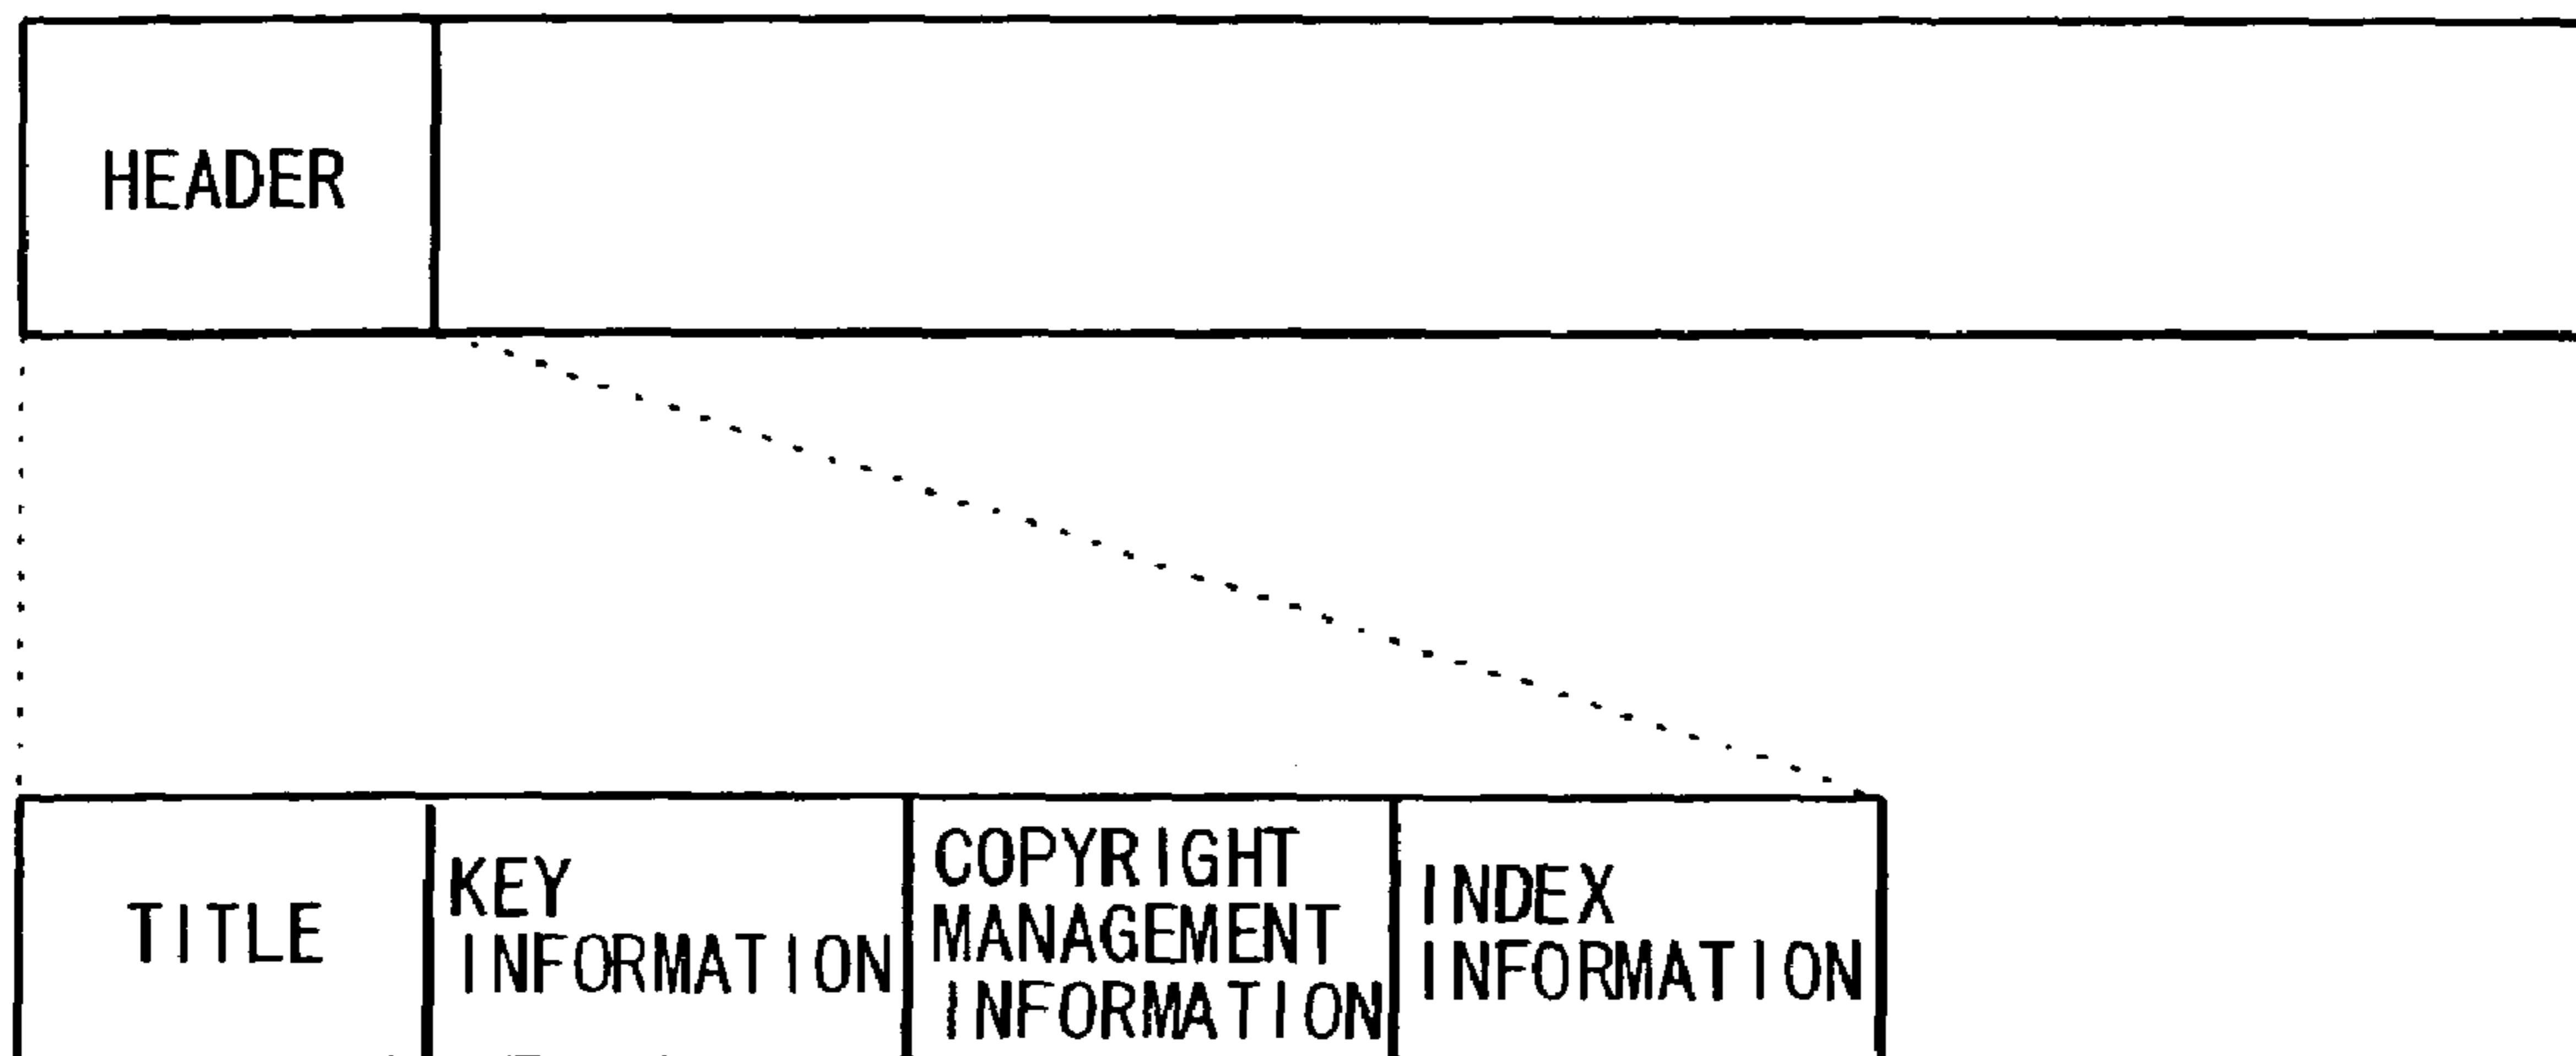 HEADER
TITLE
KEY
INFORMATION
COPYRIGHT
MANAGEMENT
INFORMATION
INDEX
INFORMATION